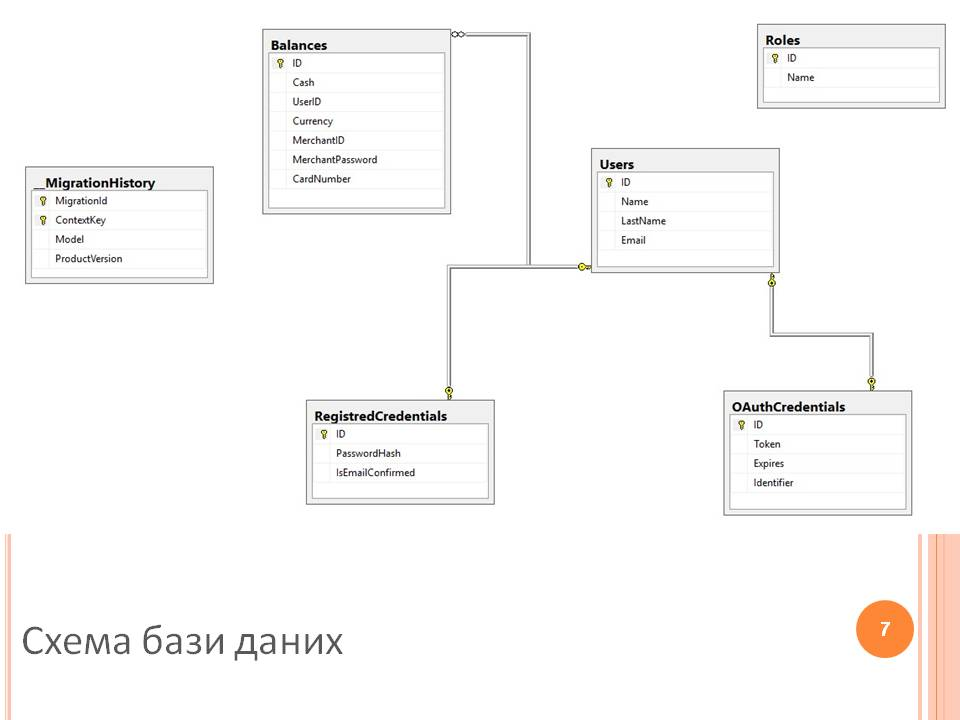 Balances
ID
Cash
UserID
Currency
MerchantID
MerchantPassword
CardNumber
Roles
ID
Name
__MigrationHistory
MigrationId
ContextKey
Model
ProductVersion
Users
ID
Name
LastName
Email
RegistredCredentials
ID
PasswordHash
IsEmailConfirmed
OAuthCredentials
ID
Token
Expires
Identifier
Схема бази даних
7